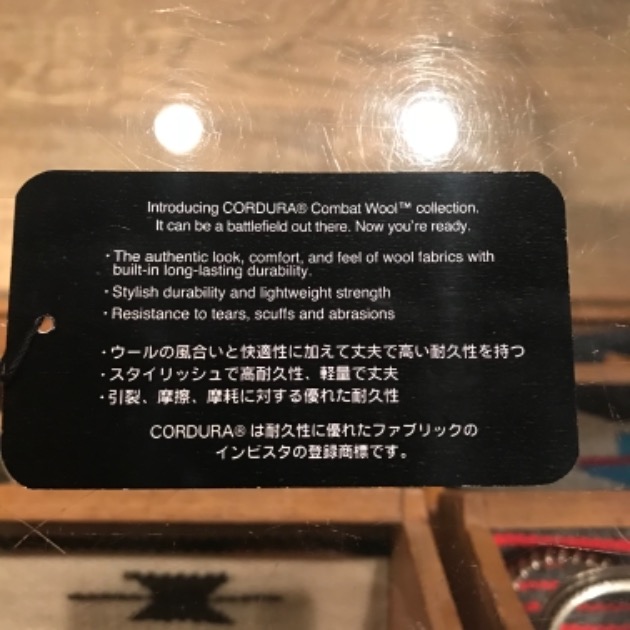 Introducing CORDURA® Combat Wool™ collection.
It can be a battlefield out there. Now you're ready.
・The authentic look, comfort, and feel of wool fabrics with
built-in long-lasting durability.
・Stylish durability and lightweight strength
・Resistance to tears, scuffs and abrasions
・ウールの風合いと快適性に加えて丈夫で高い耐久性を持つ
・スタイリッシュで高耐久性、軽量で丈夫
・引裂、摩擦、摩耗に対する優れた耐久性
CORDURA® は耐久性に優れたファブリックの
インビスタの登録商標です。